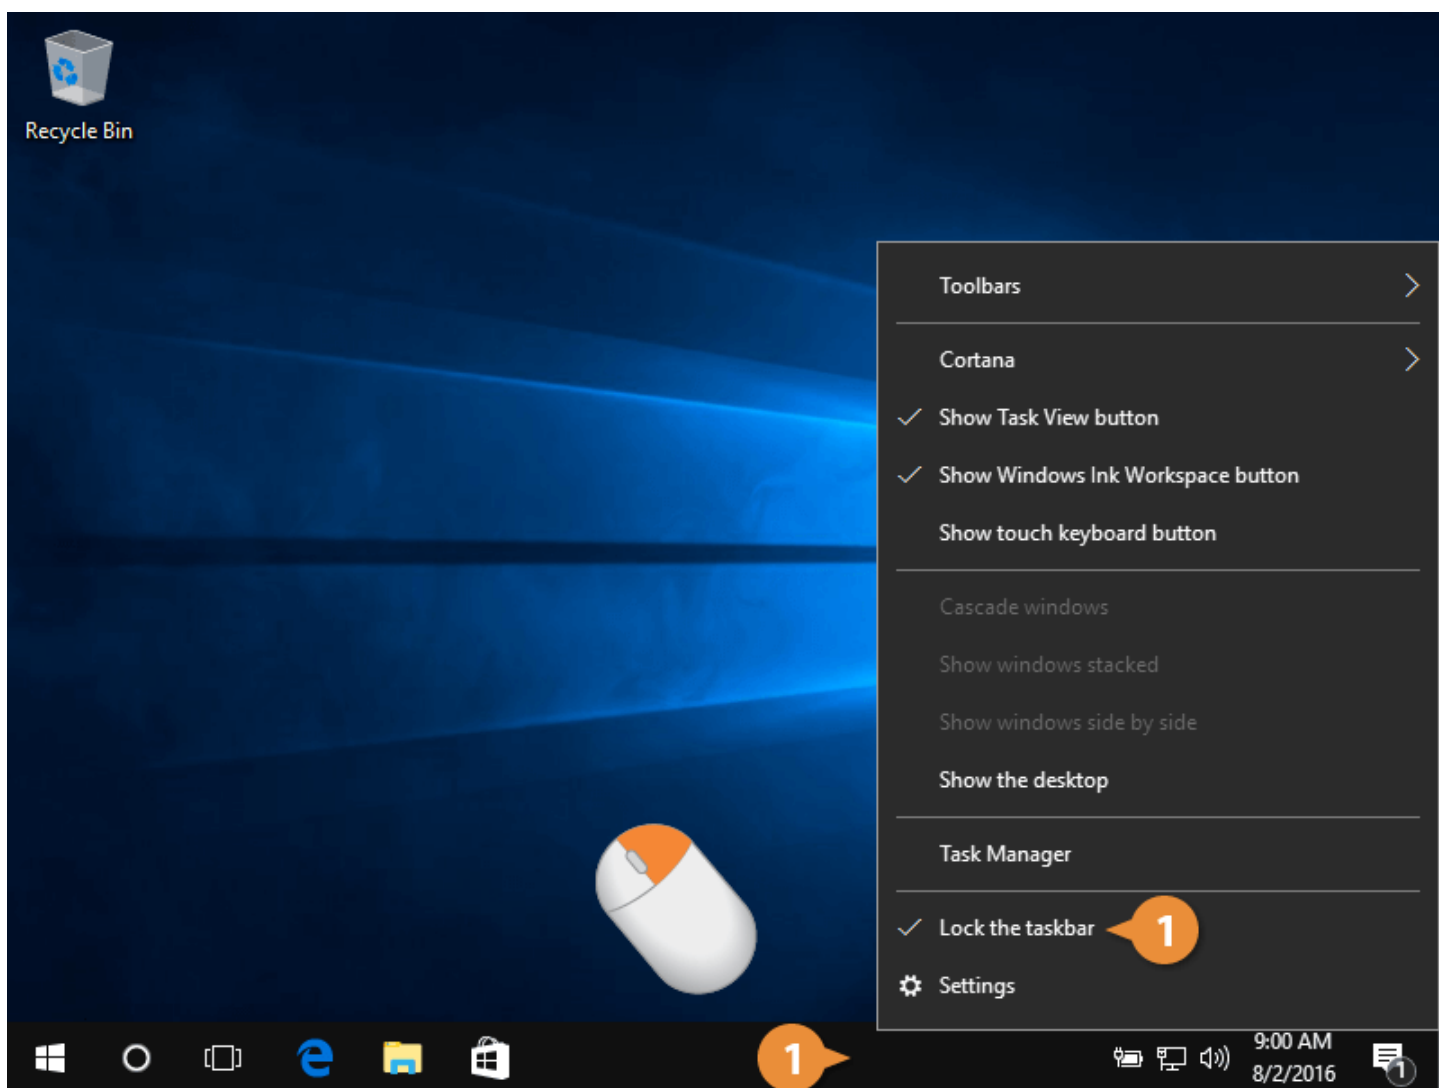 Recycle Bin
Toolbars
Cortana
Show Task View button
Show Windows Ink Workspace button
Show touch keyboard button
Cascade windows
Show windows stacked
Show windows side by side
Show the desktop
Task Manager
Lock the taskbar 1
Settings
1
9:00 AM
8/2/2016
1